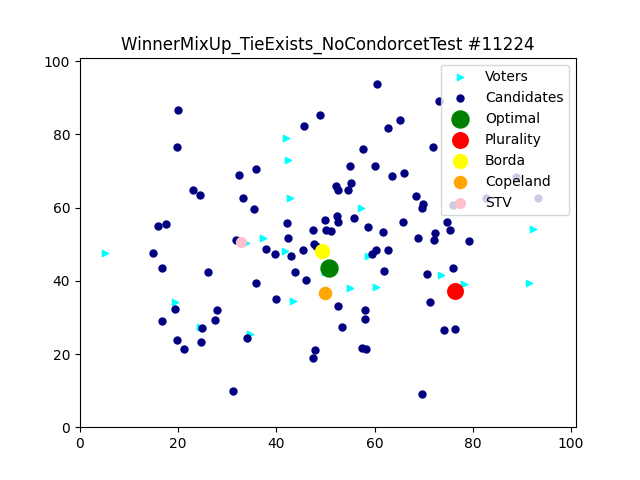 WinnerMixUp_TieExists_NoCondorcetTest #11224
100
80
60
40
20
0
0 20 40 60 80 100
Voters
Candidates
Optimal
Plurality
Borda
Copeland
STV